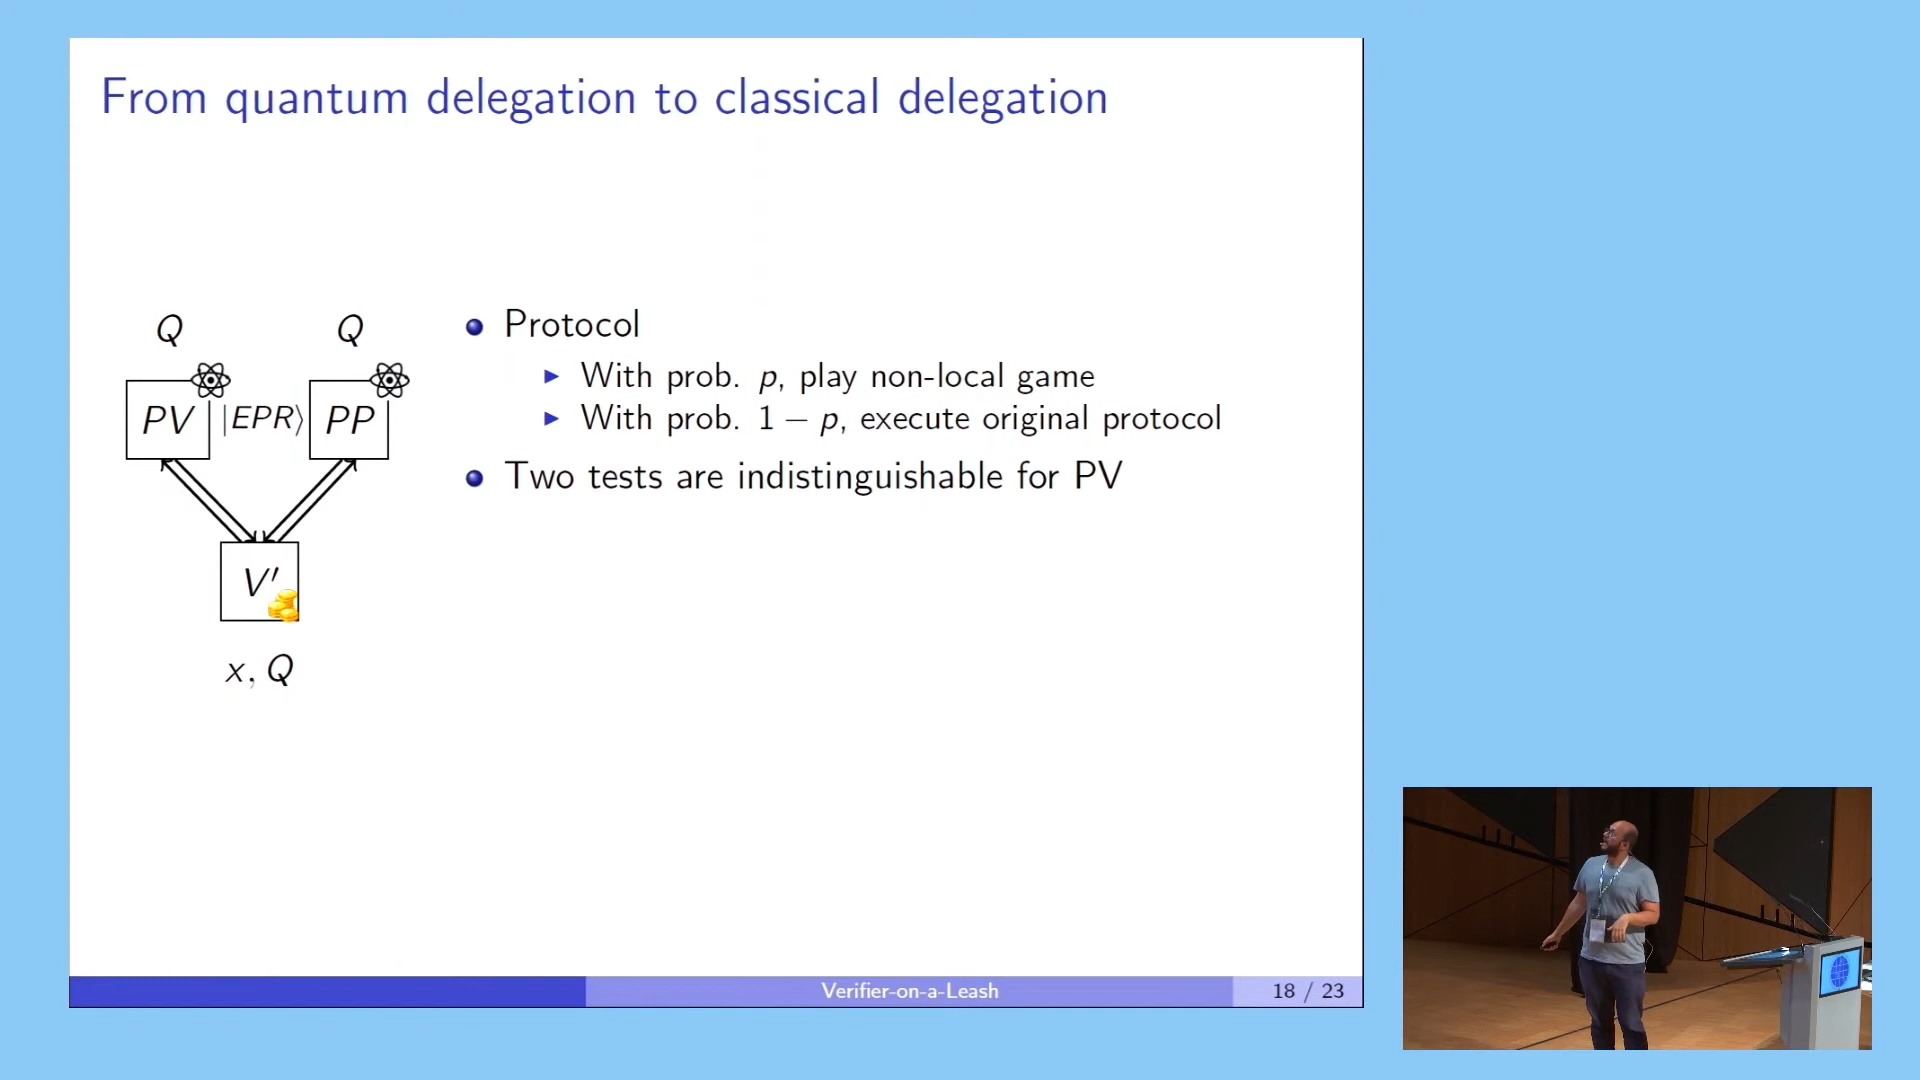 From quantum delegation to classical delegation
Q Q
PV |EPR⟩ PP
V′
x, Q
Protocol
With prob. p, play non-local game
With prob. 1 − p, execute original protocol
Two tests are indistinguishable for PV
Verifier-on-a-Leash
18 / 23